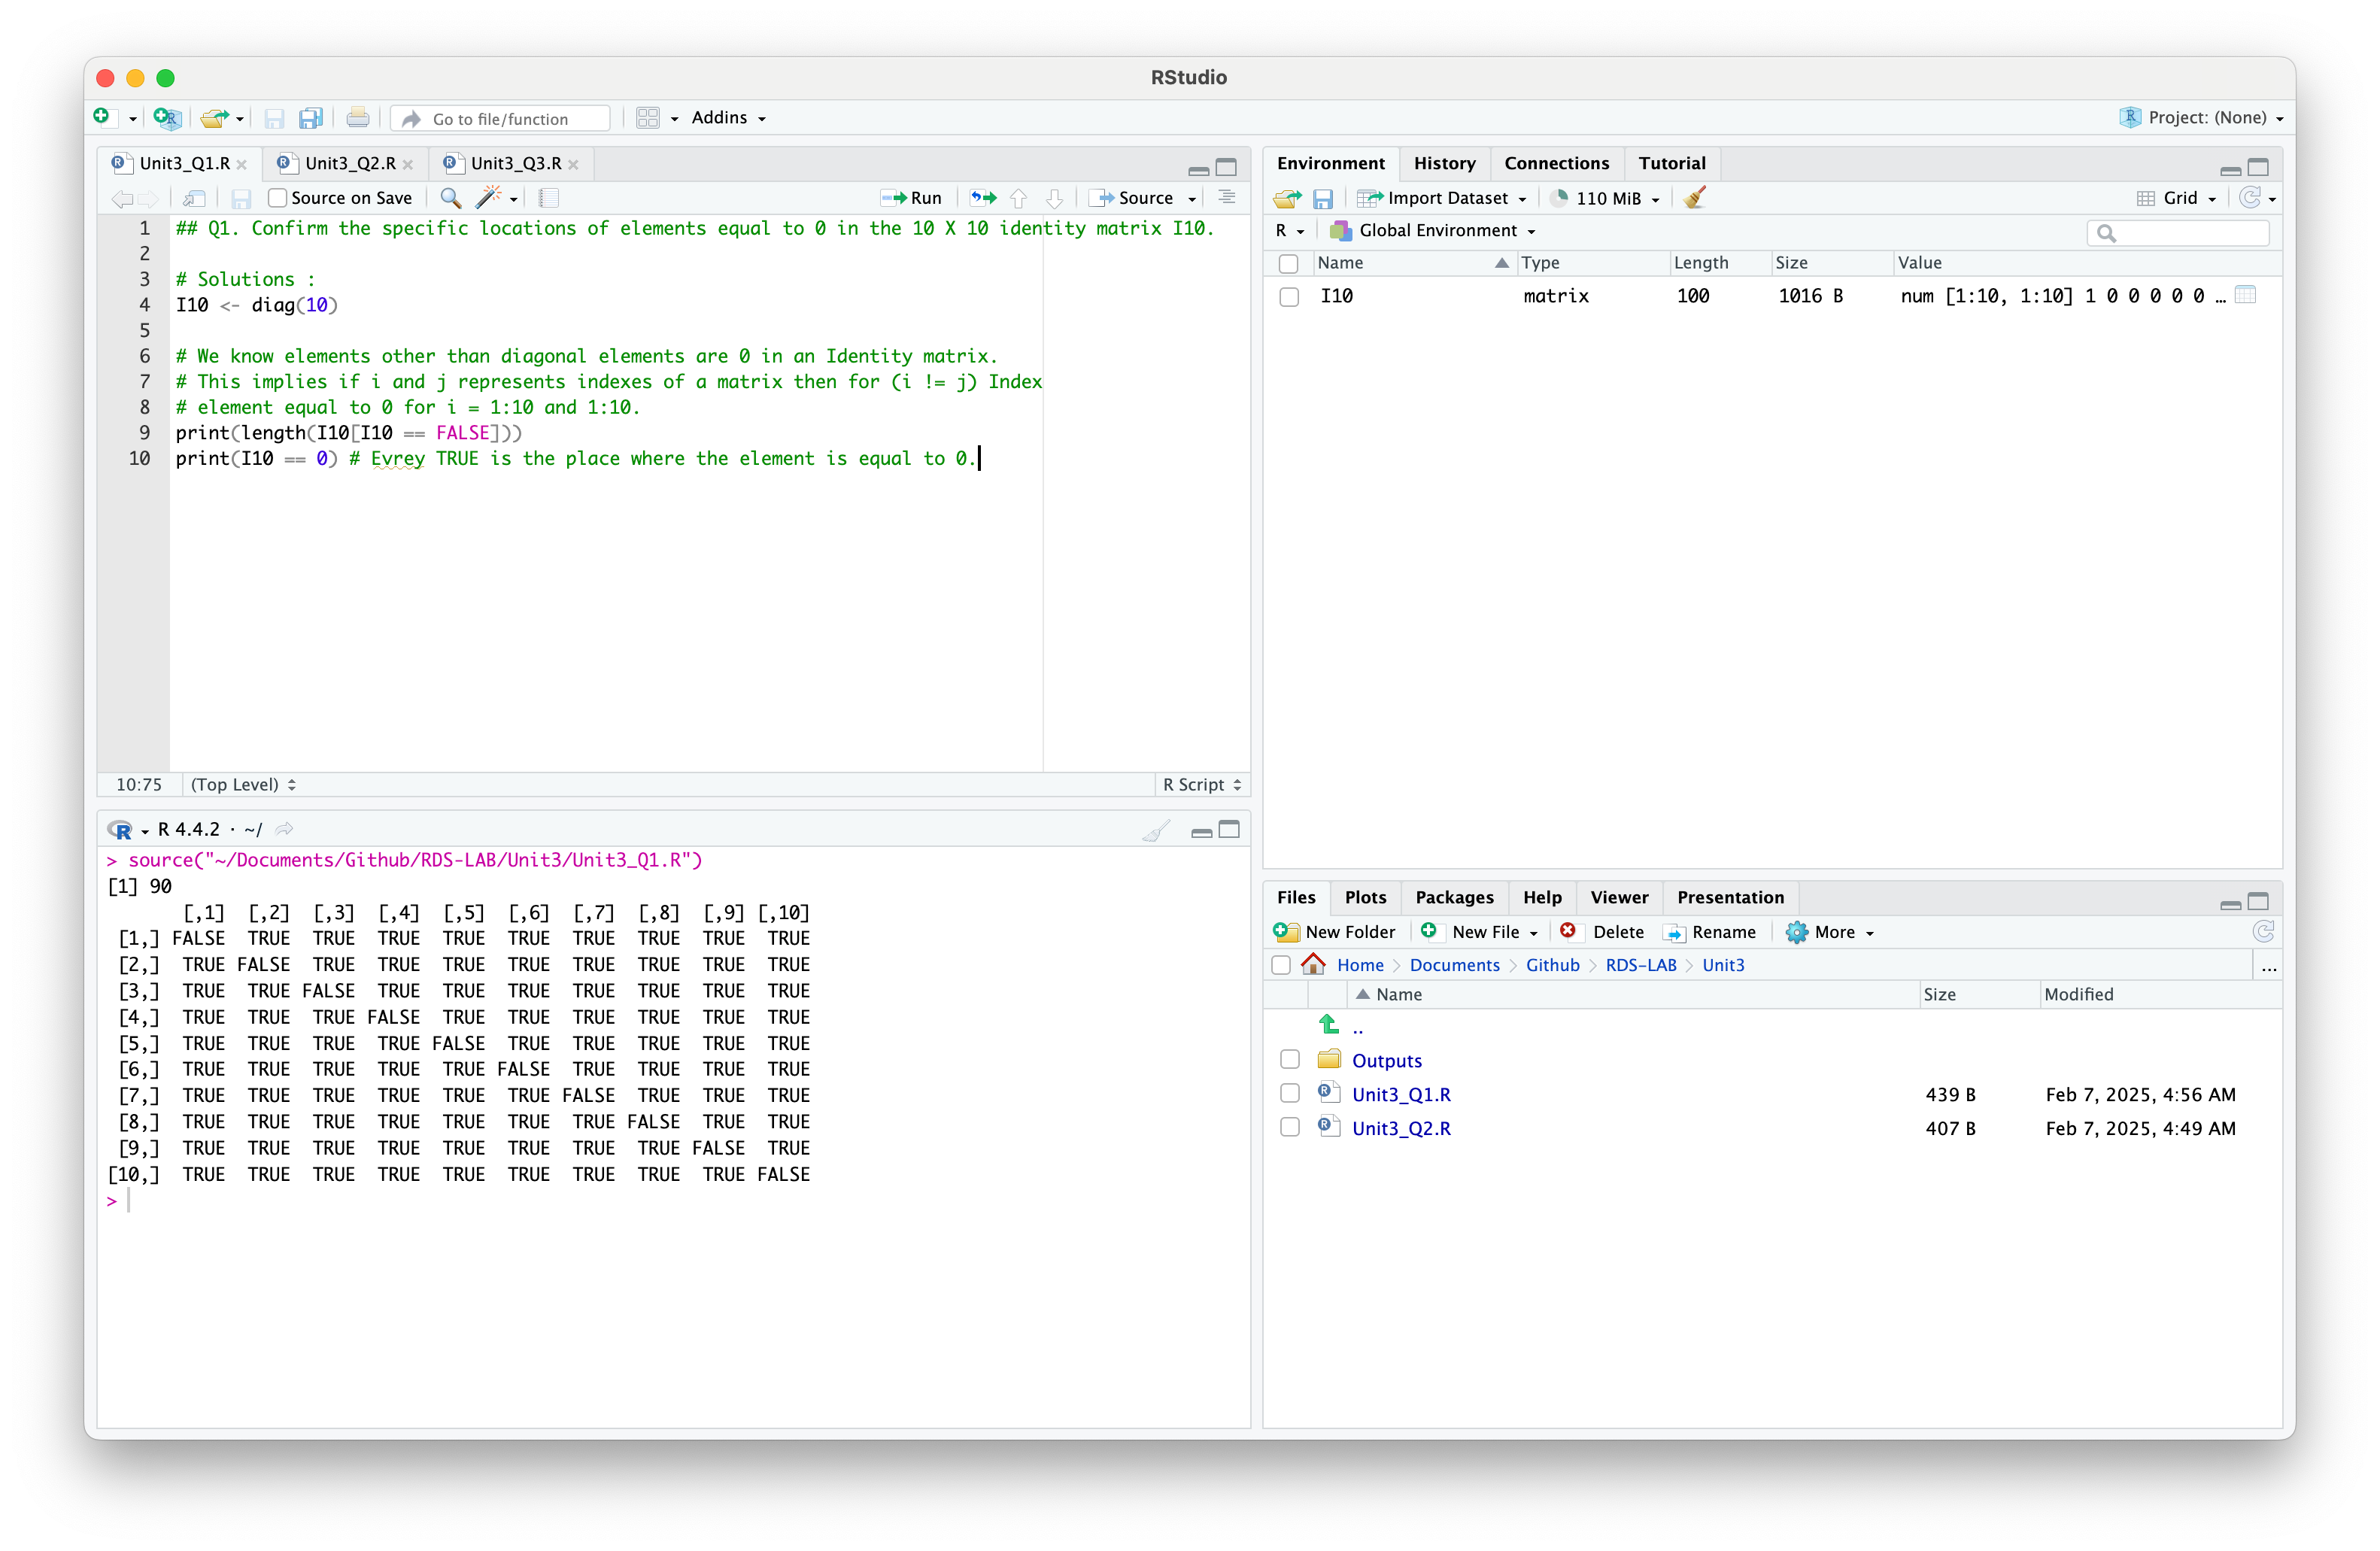 RStudio
Go to file/function
Addins
Project: (None)
Unit3_Q1.R
Unit3_Q2.R
Unit3_Q3.R
Source on Save
Run
Source
1 ## Q1. Confirm the specific locations of elements equal to 0 in the 10 X 10 identity matrix I10.
2
3 # Solutions :
4 I10 <- diag(10)
5
6 # We know elements other than diagonal elements are 0 in an Identity matrix.
7 # This implies if i and j represents indexes of a matrix then for (i != j) Index
8 # element equal to 0 for i = 1:10 and 1:10.
9 print(length(I10[I10 == FALSE]))
10 print(I10 == 0) # Evrey TRUE is the place where the element is equal to 0.
10:75 (Top Level) R Script
R 4.4.2 · ~/
> source("~/Documents/Github/RDS-LAB/Unit3/Unit3_Q1.R")
[1] 90
[,1] [,2] [,3] [,4] [,5] [,6] [,7] [,8] [,9] [,10]
[1,] FALSE TRUE TRUE TRUE TRUE TRUE TRUE TRUE TRUE TRUE
[2,] TRUE FALSE TRUE TRUE TRUE TRUE TRUE TRUE TRUE TRUE
[3,] TRUE TRUE FALSE TRUE TRUE TRUE TRUE TRUE TRUE TRUE
[4,] TRUE TRUE TRUE FALSE TRUE TRUE TRUE TRUE TRUE TRUE
[5,] TRUE TRUE TRUE TRUE FALSE TRUE TRUE TRUE TRUE TRUE
[6,] TRUE TRUE TRUE TRUE TRUE FALSE TRUE TRUE TRUE TRUE
[7,] TRUE TRUE TRUE TRUE TRUE TRUE FALSE TRUE TRUE TRUE
[8,] TRUE TRUE TRUE TRUE TRUE TRUE TRUE FALSE TRUE TRUE
[9,] TRUE TRUE TRUE TRUE TRUE TRUE TRUE TRUE FALSE TRUE
[10,] TRUE TRUE TRUE TRUE TRUE TRUE TRUE TRUE TRUE FALSE
>
Environment History Connections Tutorial
Import Dataset 110 MiB Grid
R Global Environment
Name Type Length Size Value
I10 matrix 100 1016 B num [1:10, 1:10] 1 0 0 0 0 0 …
Files Plots Packages Help Viewer Presentation
New Folder New File Delete Rename More
Home Documents Github RDS-LAB Unit3 ...
Name Size Modified
..
Outputs
Unit3_Q1.R 439 B Feb 7, 2025, 4:56 AM
Unit3_Q2.R 407 B Feb 7, 2025, 4:49 AM